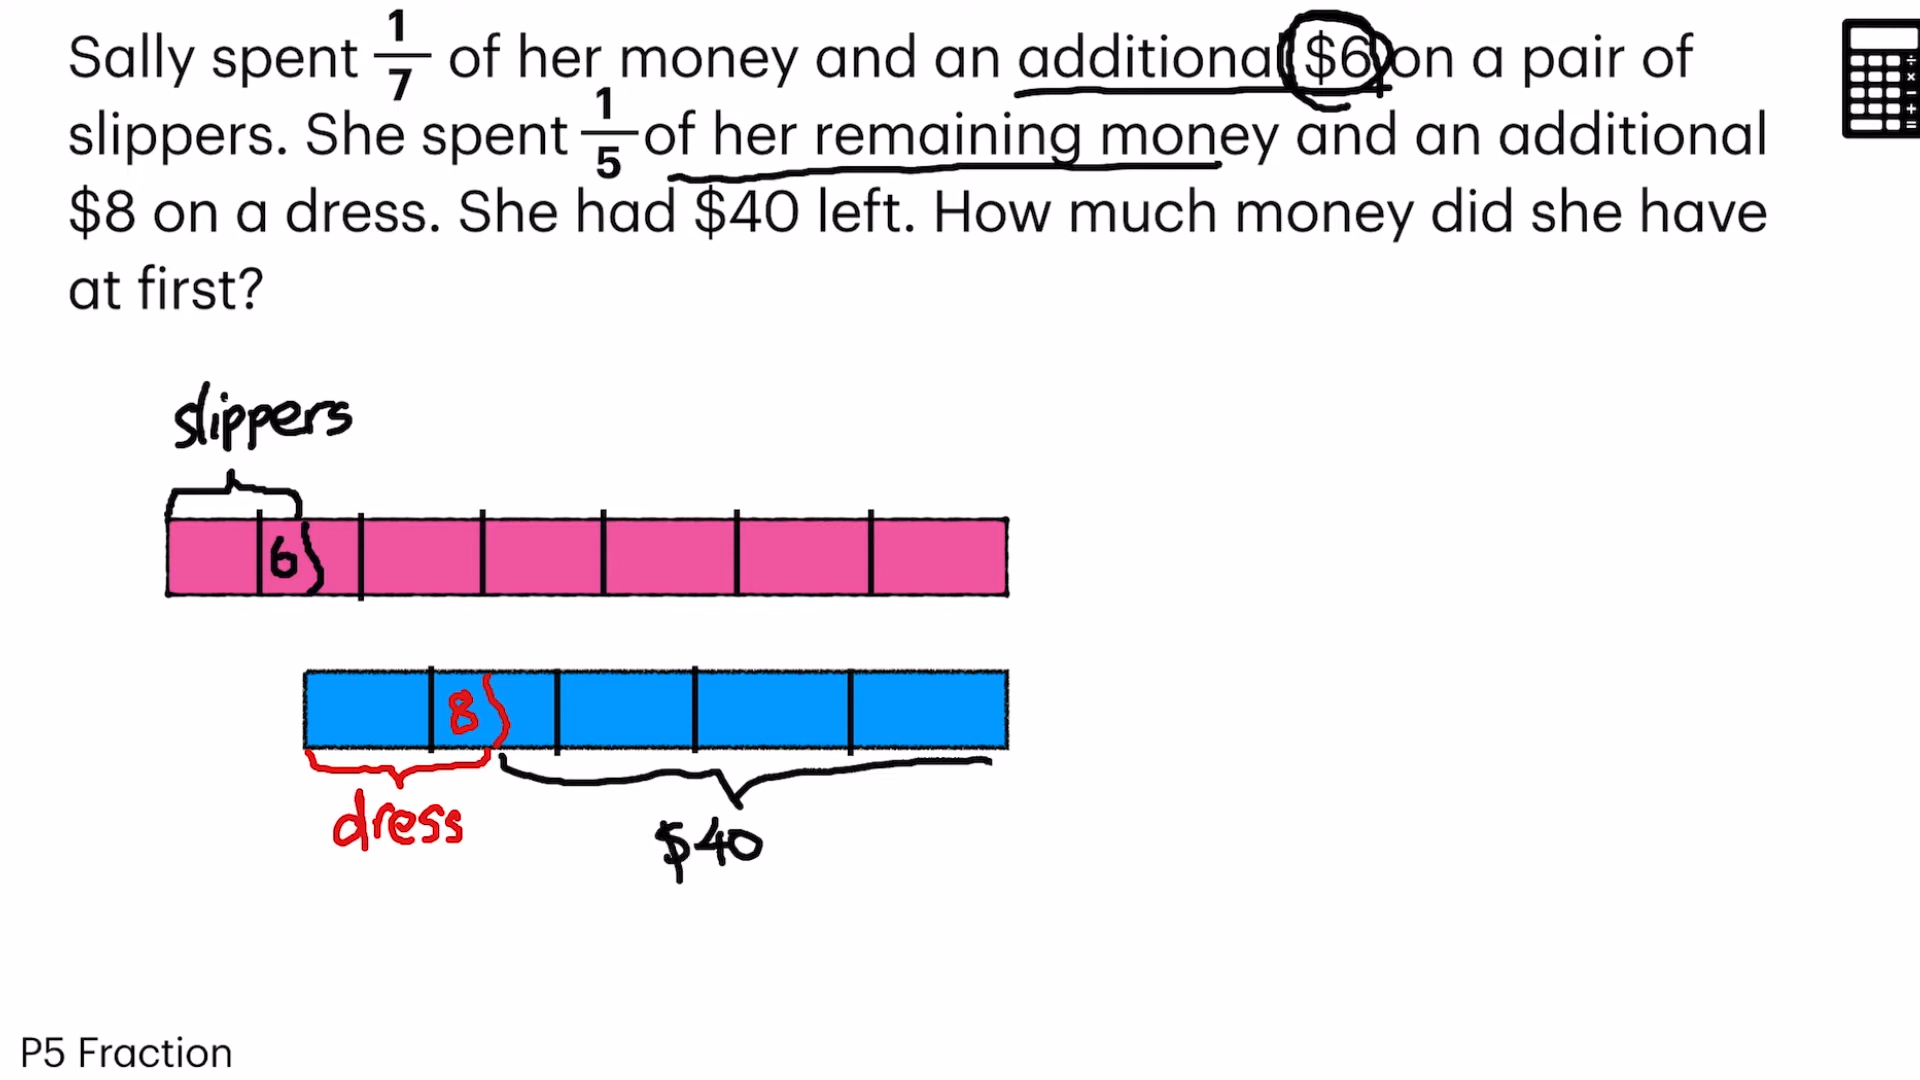 Sally spent 1/7 of her money and an additional $6 on a pair of
slippers. She spent 1/5 of her remaining money and an additional
$8 on a dress. She had $40 left. How much money did she have
at first?
slippers
6
8
dress
$40
P5 Fraction